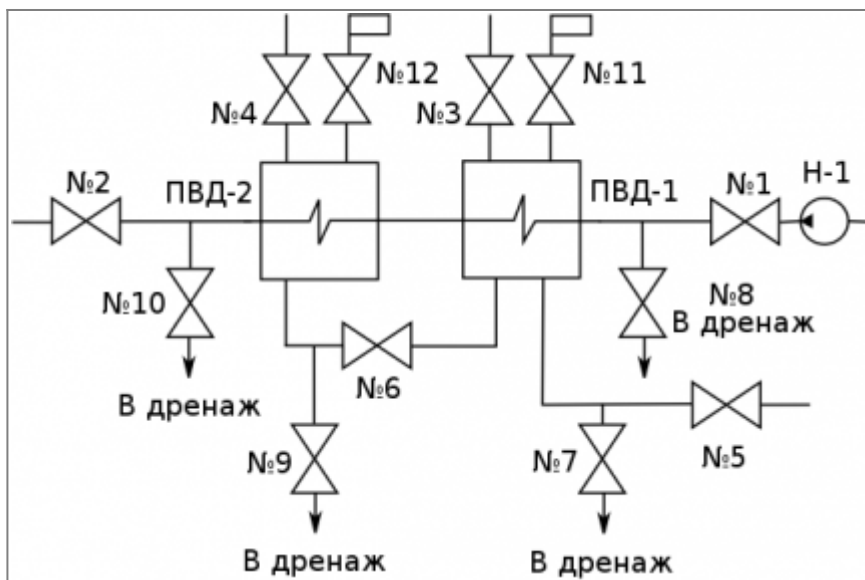 №12
№11
№4
№3
№2
ПВД-2
ПВД-1
№1
Н-1
№10
№8
В дренаж
№6
В дренаж
№9
№7
№5
В дренаж
В дренаж